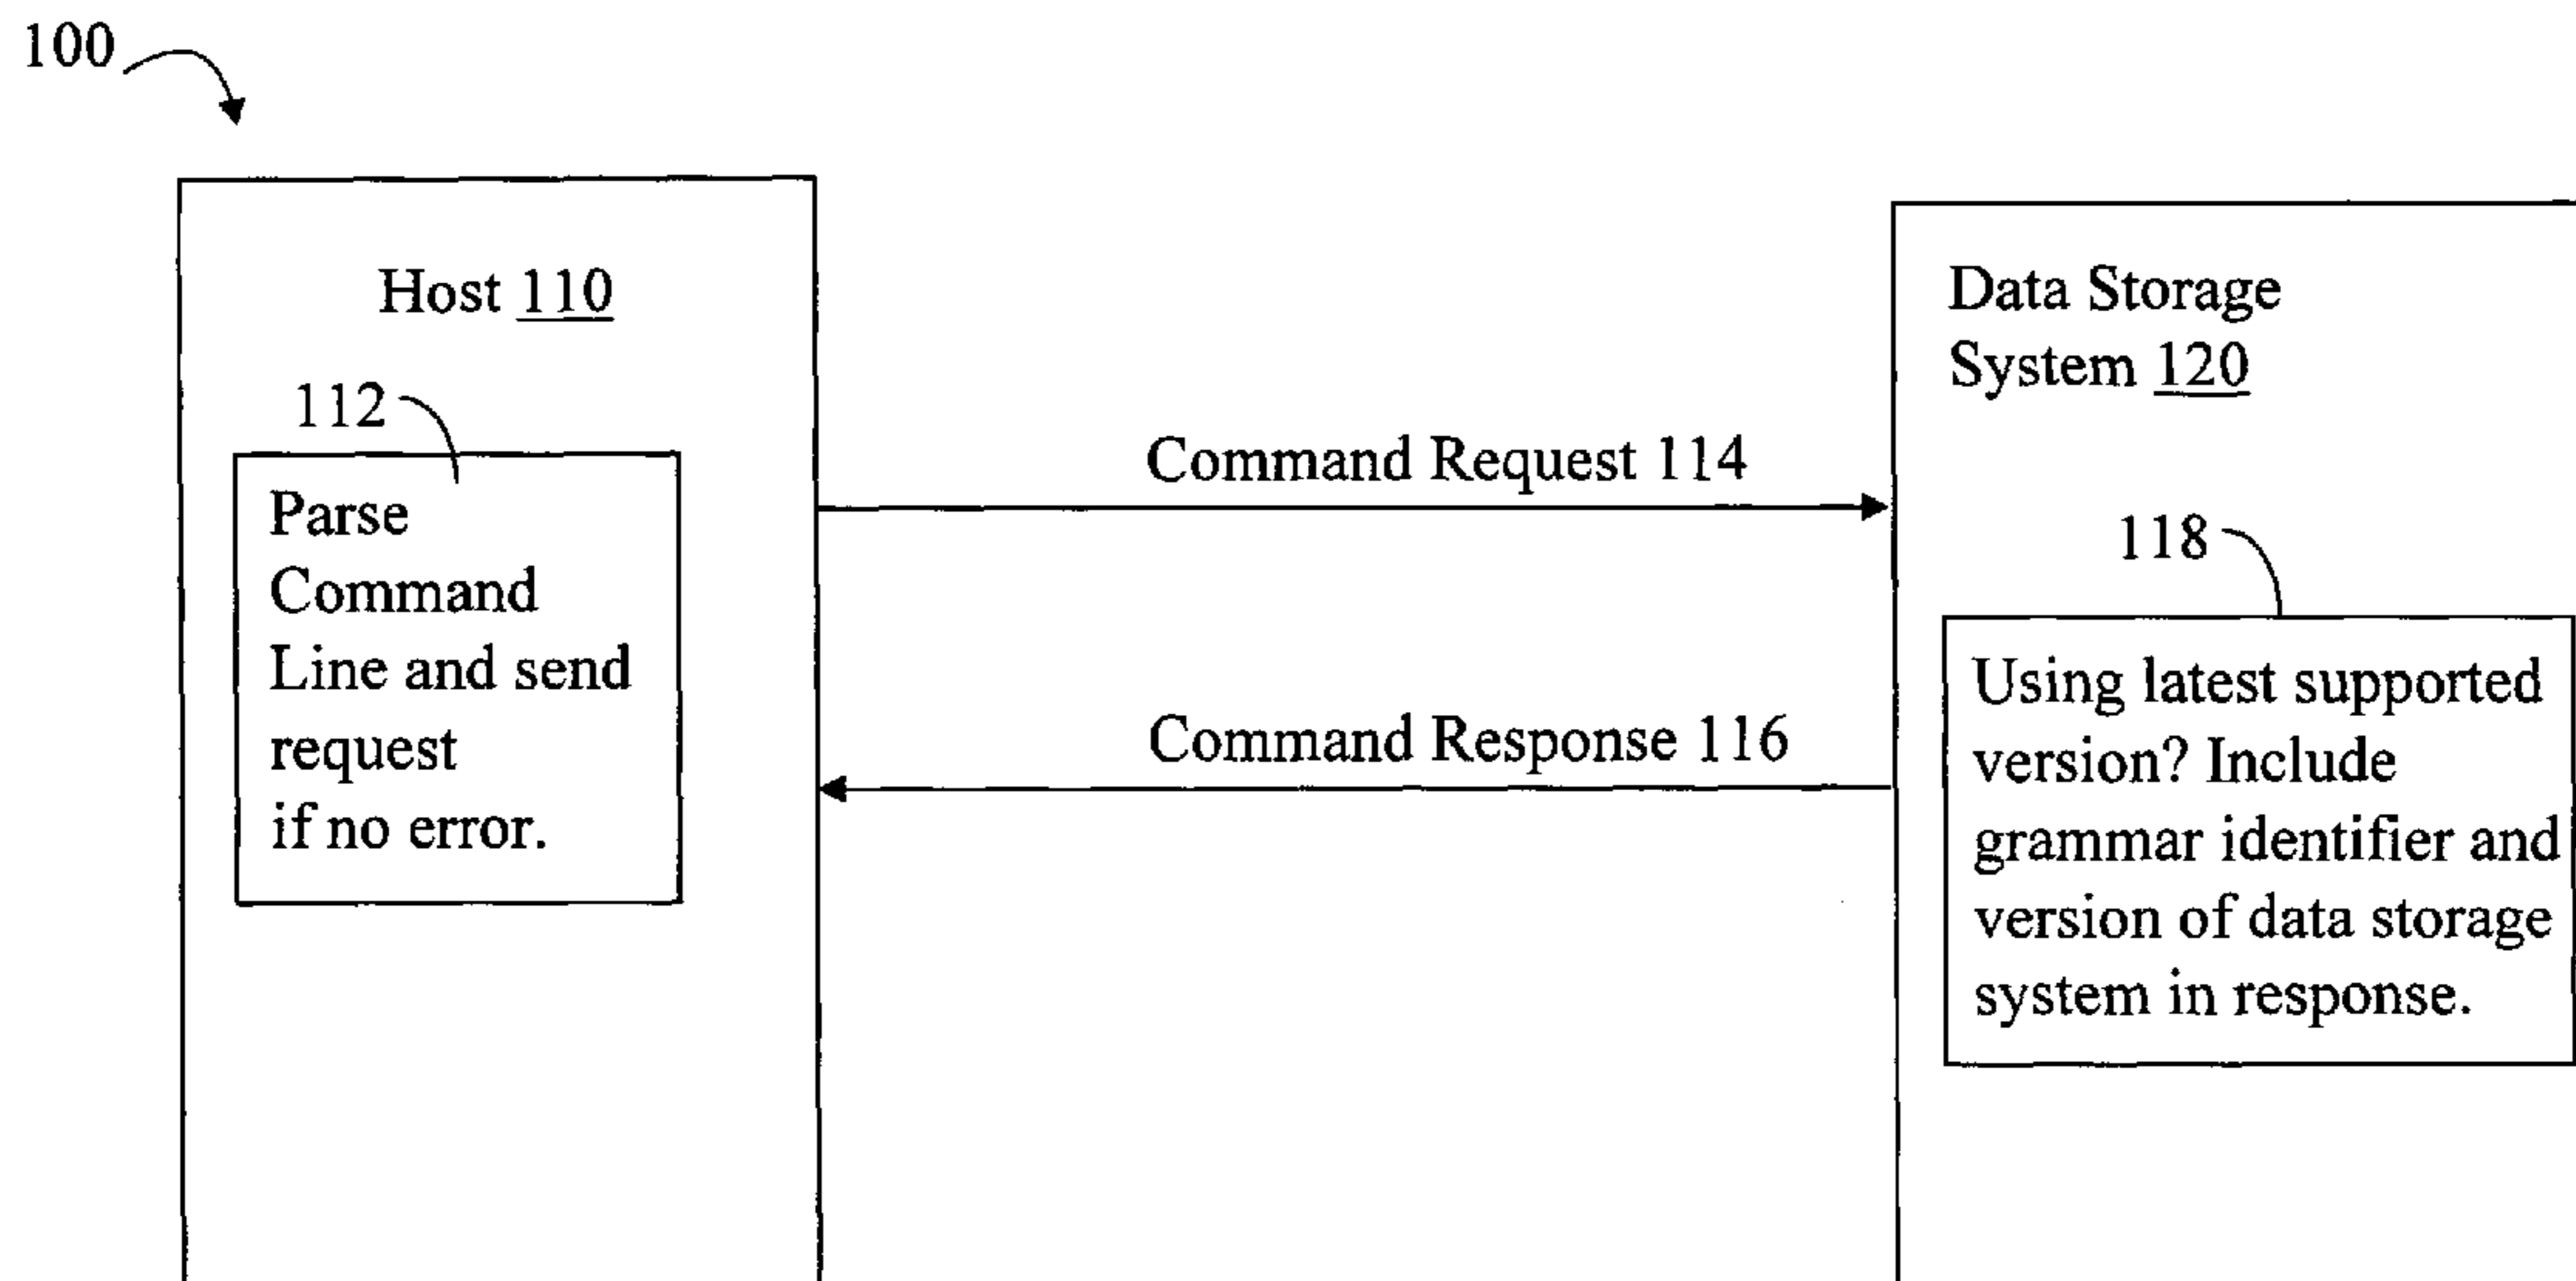 100
Host 110
112
Parse
Command
Line and send
request
if no error.
Command Request 114
Command Response 116
Data Storage
System 120
118
Using latest supported
version? Include
grammar identifier and
version of data storage
system in response.